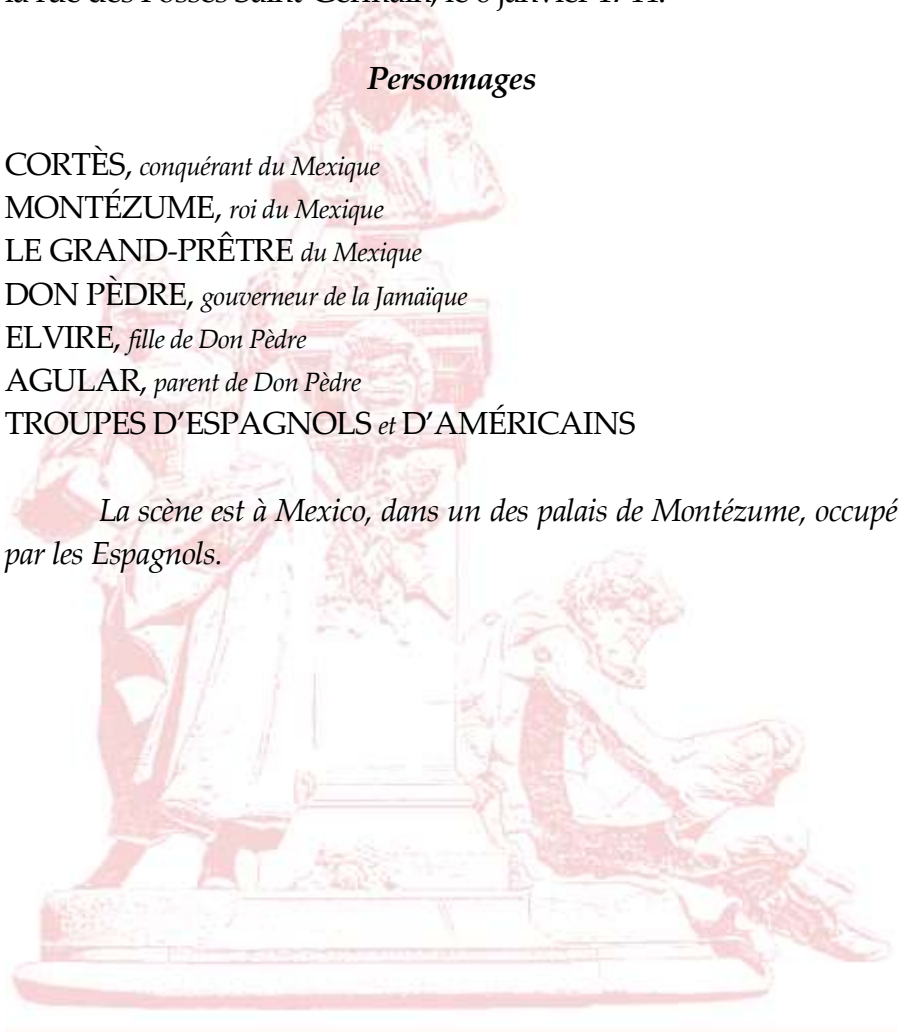 Personnages
CORTÈS, conquérant du Mexique
MONTÉZUME, roi du Mexique
LE GRAND-PRÊTRE du Mexique
DON PÈDRE, gouverneur de la Jamaïque
ELVIRE, fille de Don Pèdre
AGULAR, parent de Don Pèdre
TROUPES D’ESPAGNOLS et D’AMÉRICAINS
La scène est à Mexico, dans un des palais de Montézume, occupé
par les Espagnols.